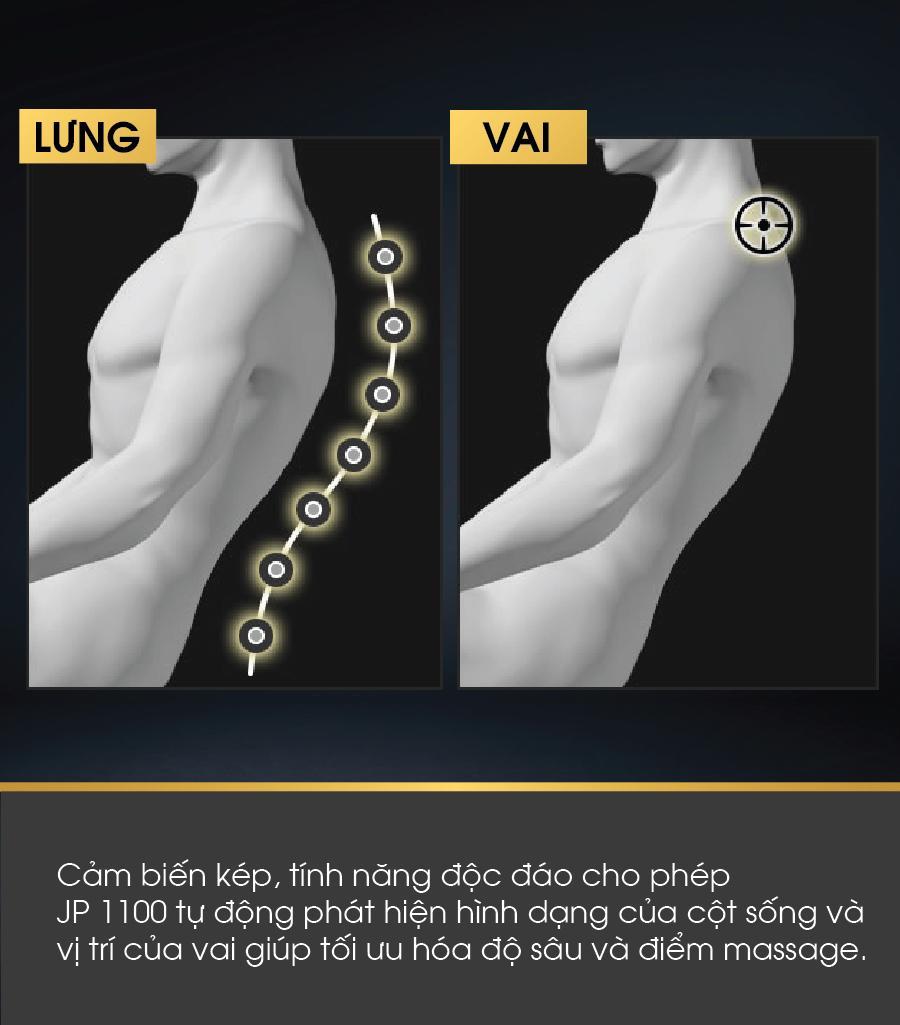 LƯNG
VAI
Cảm biến kép, tính năng độc đáo cho phép
JP 1100 tự động phát hiện hình dạng của cột sống và
vị trí của vai giúp tối ưu hóa độ sâu và điểm massage.